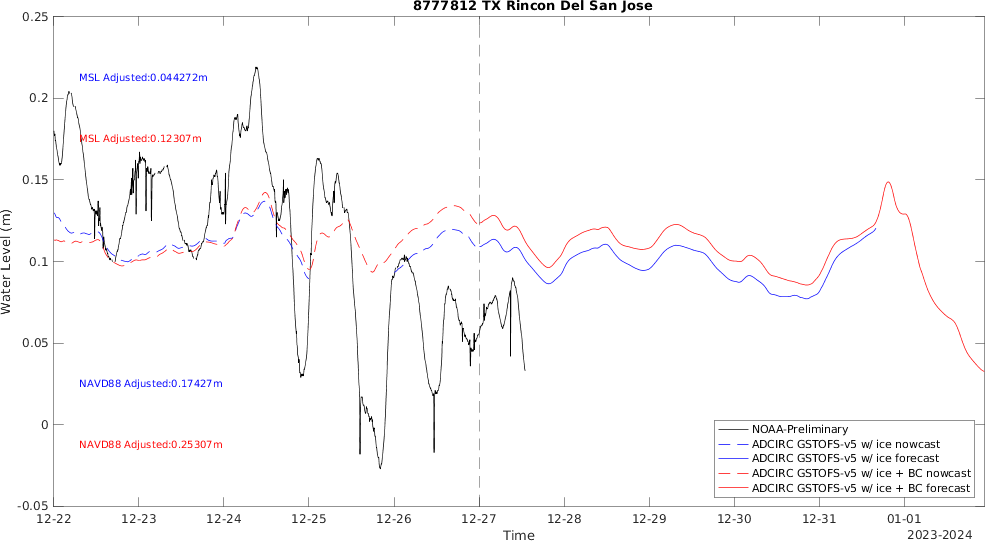 8777812 TX Rincon Del San Jose
0.25
0.2
0.15
0.1
0.05
0
-0.05
Water Level (m)
MSL Adjusted:0.044272m
MSL Adjusted:0.12307m
NAVD88 Adjusted:0.17427m
NAVD88 Adjusted:0.25307m
NOAA-Preliminary
ADCIRC GSTOFS-v5 w/ ice nowcast
ADCIRC GSTOFS-v5 w/ ice forecast
ADCIRC GSTOFS-v5 w/ ice + BC nowcast
ADCIRC GSTOFS-v5 w/ ice + BC forecast
12-22 12-23 12-24 12-25 12-26 12-27 12-28 12-29 12-30 12-31 01-01
Time
2023-2024